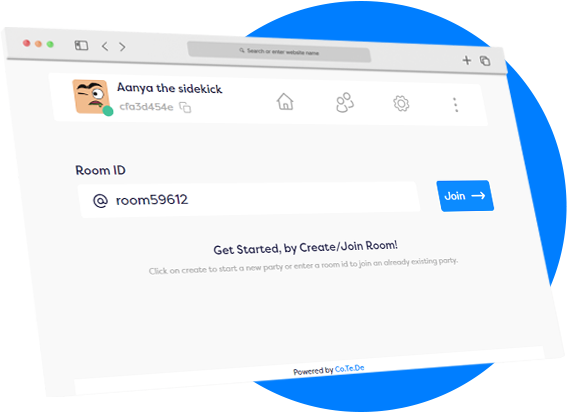 Search or enter website name
Aanya the sidekick
cfa3d454e
Room ID
@ room59612
Join →
Get Started, by Create/Join Room!
Click on create to start a new party or enter a room id to join an already existing party.
Powered by Co.Te.De